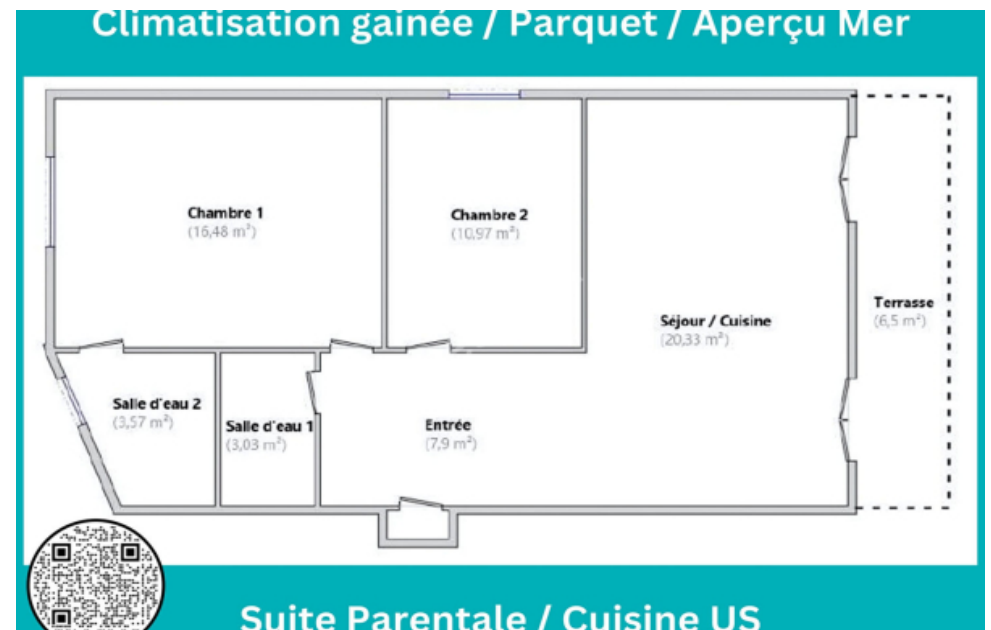 Climatisation gainée / Parquet / Aperçu Mer
Chambre 1
(16,48 m²)
Chambre 2
(10,97 m²)
Séjour / Cuisine
(20,33 m²)
Terrasse
(6,5 m²)
Salle d'eau 2
(3,57 m²)
Salle d'eau 1
(3,03 m²)
Entrée
(7,9 m²)
Suite Parentale / Cuisine US